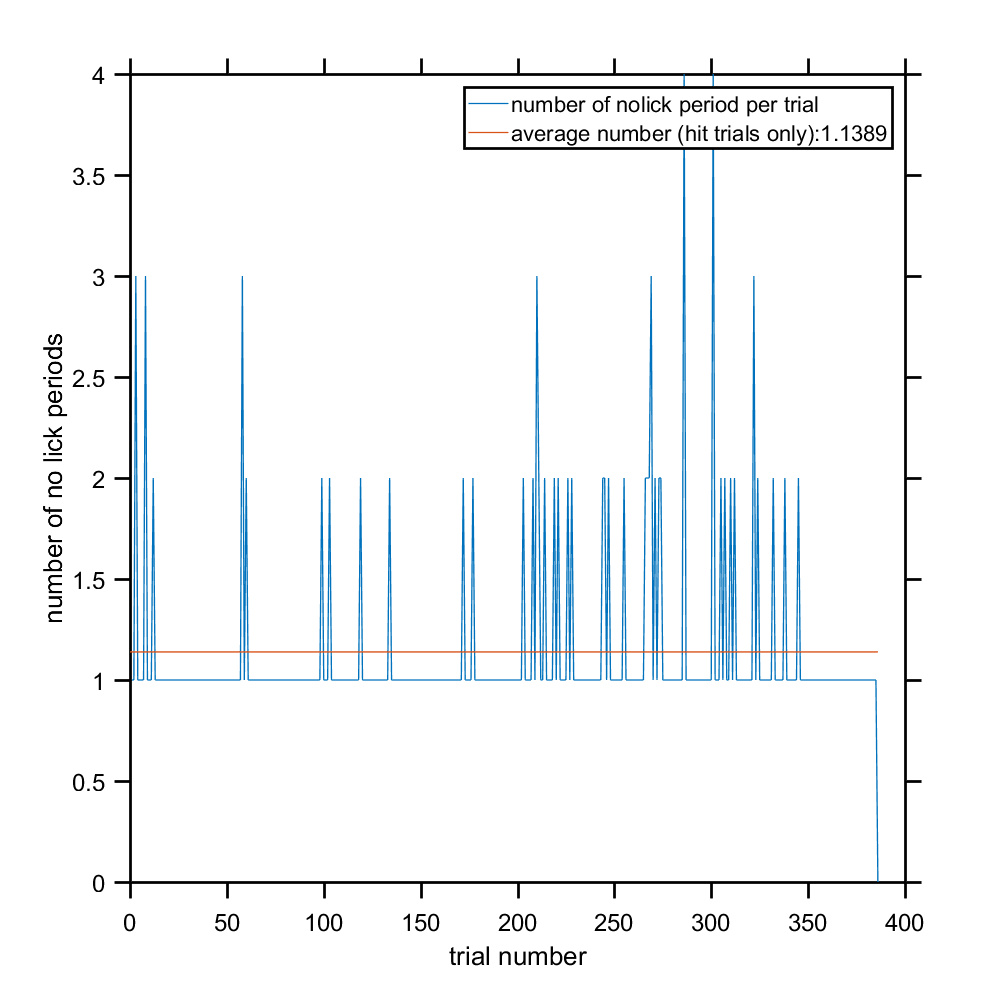 4
number of nolick period per trial
average number (hit trials only):1.1389
3.5
3
2.5
2
1.5
1
0.5
0
number of no lick periods
0 50 100 150 200 250 300 350 400
trial number